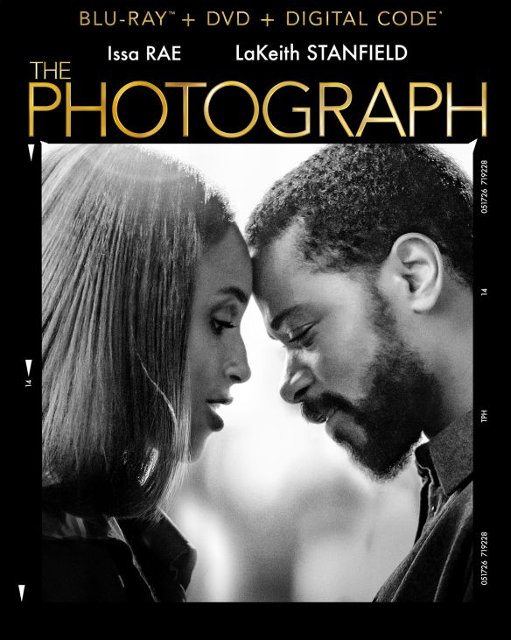 BLU-RAY™ + DVD + DIGITAL CODE*
Issa RAE LaKeith STANFIELD
THE
PHOTOGRAPH
051726 719228
14
14
TPH
051726 719228